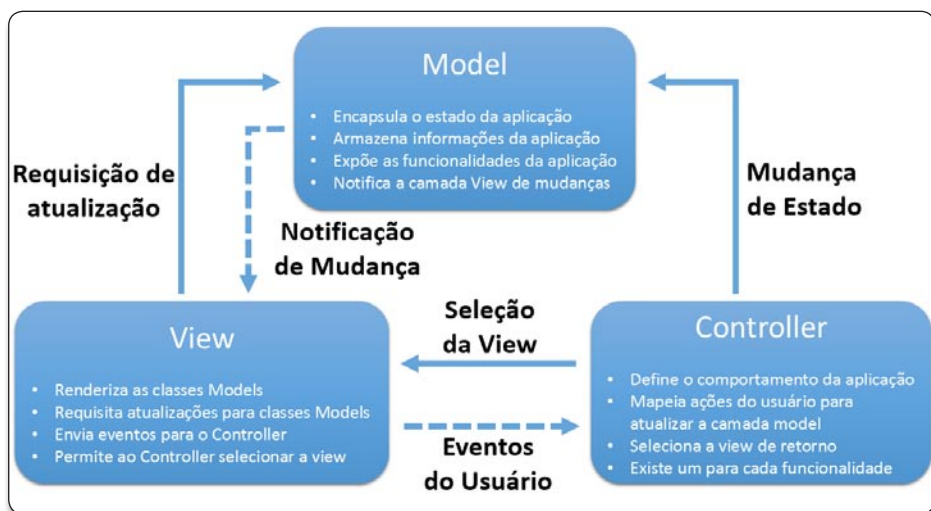 Model
• Encapsula o estado da aplicação
• Armazena informações da aplicação
• Expõe as funcionalidades da aplicação
• Notifica a camada View de mudanças
Requisição de
atualização
Mudança
de Estado
Notificação
de Mudança
Seleção
da View
View
• Renderiza as classes Models
• Requisita atualizações para classes Models
• Envia eventos para o Controller
• Permite ao Controller selecionar a view
Controller
• Define o comportamento da aplicação
• Mapeia ações do usuário para
atualizar a camada model
• Seleciona a view de retorno
• Existe um para cada funcionalidade
Eventos
do Usuário